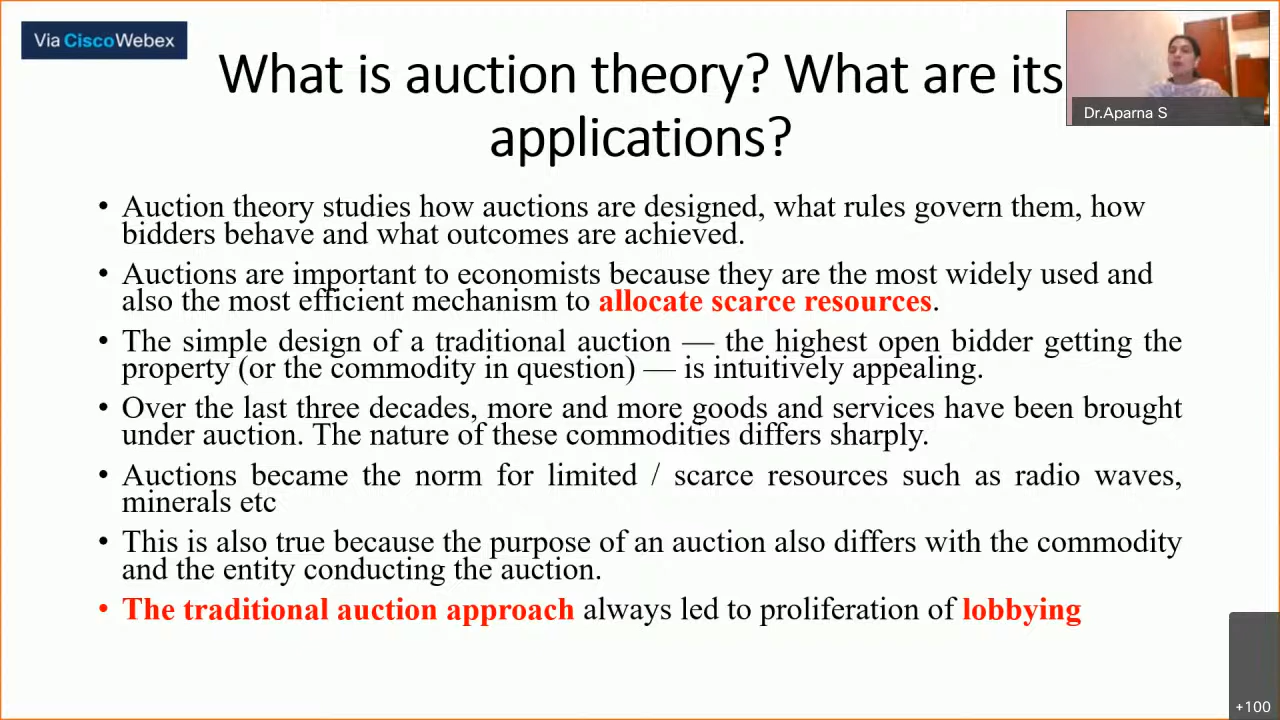 Via CiscoWebex
What is auction theory? What are its
applications?
Dr.Aparna S
• Auction theory studies how auctions are designed, what rules govern them, how
bidders behave and what outcomes are achieved.
• Auctions are important to economists because they are the most widely used and
also the most efficient mechanism to allocate scarce resources.
• The simple design of a traditional auction — the highest open bidder getting the
property (or the commodity in question) — is intuitively appealing.
• Over the last three decades, more and more goods and services have been brought
under auction. The nature of these commodities differs sharply.
• Auctions became the norm for limited / scarce resources such as radio waves,
minerals etc
• This is also true because the purpose of an auction also differs with the commodity
and the entity conducting the auction.
• The traditional auction approach always led to proliferation of lobbying
+100